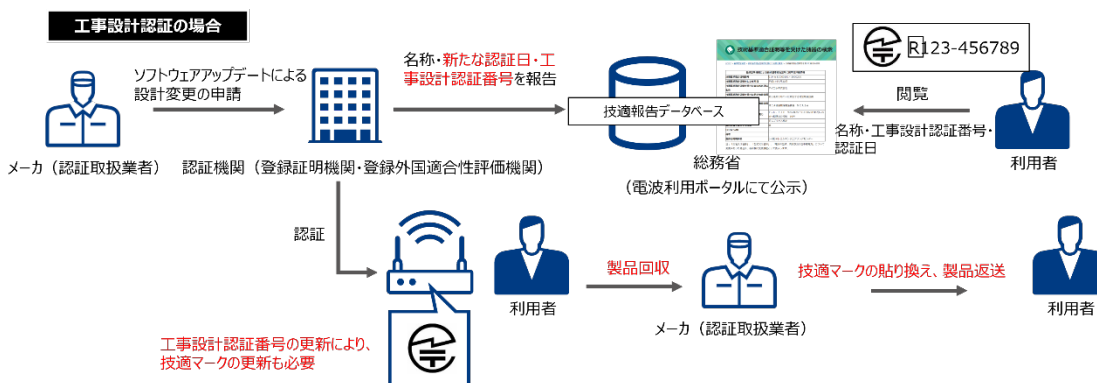 工事設計認証の場合
ソフトウェアアップデートによる
設計変更の申請
名称・新たな認証日・工
事設計認証番号を報告
技適報告データベース
R123-456789
閲覧
名称・工事設計認証番号・
認証日
利用者
メーカ（認証取扱業者）
認証機関（登録証明機関・登録外国適合性評価機関）
総務省
（電波利用ポータルにて公示）
認証
利用者
製品回収
メーカ（認証取扱業者）
技適マークの貼り換え、製品返送
利用者
工事設計認証番号の更新により、
技適マークの更新も必要